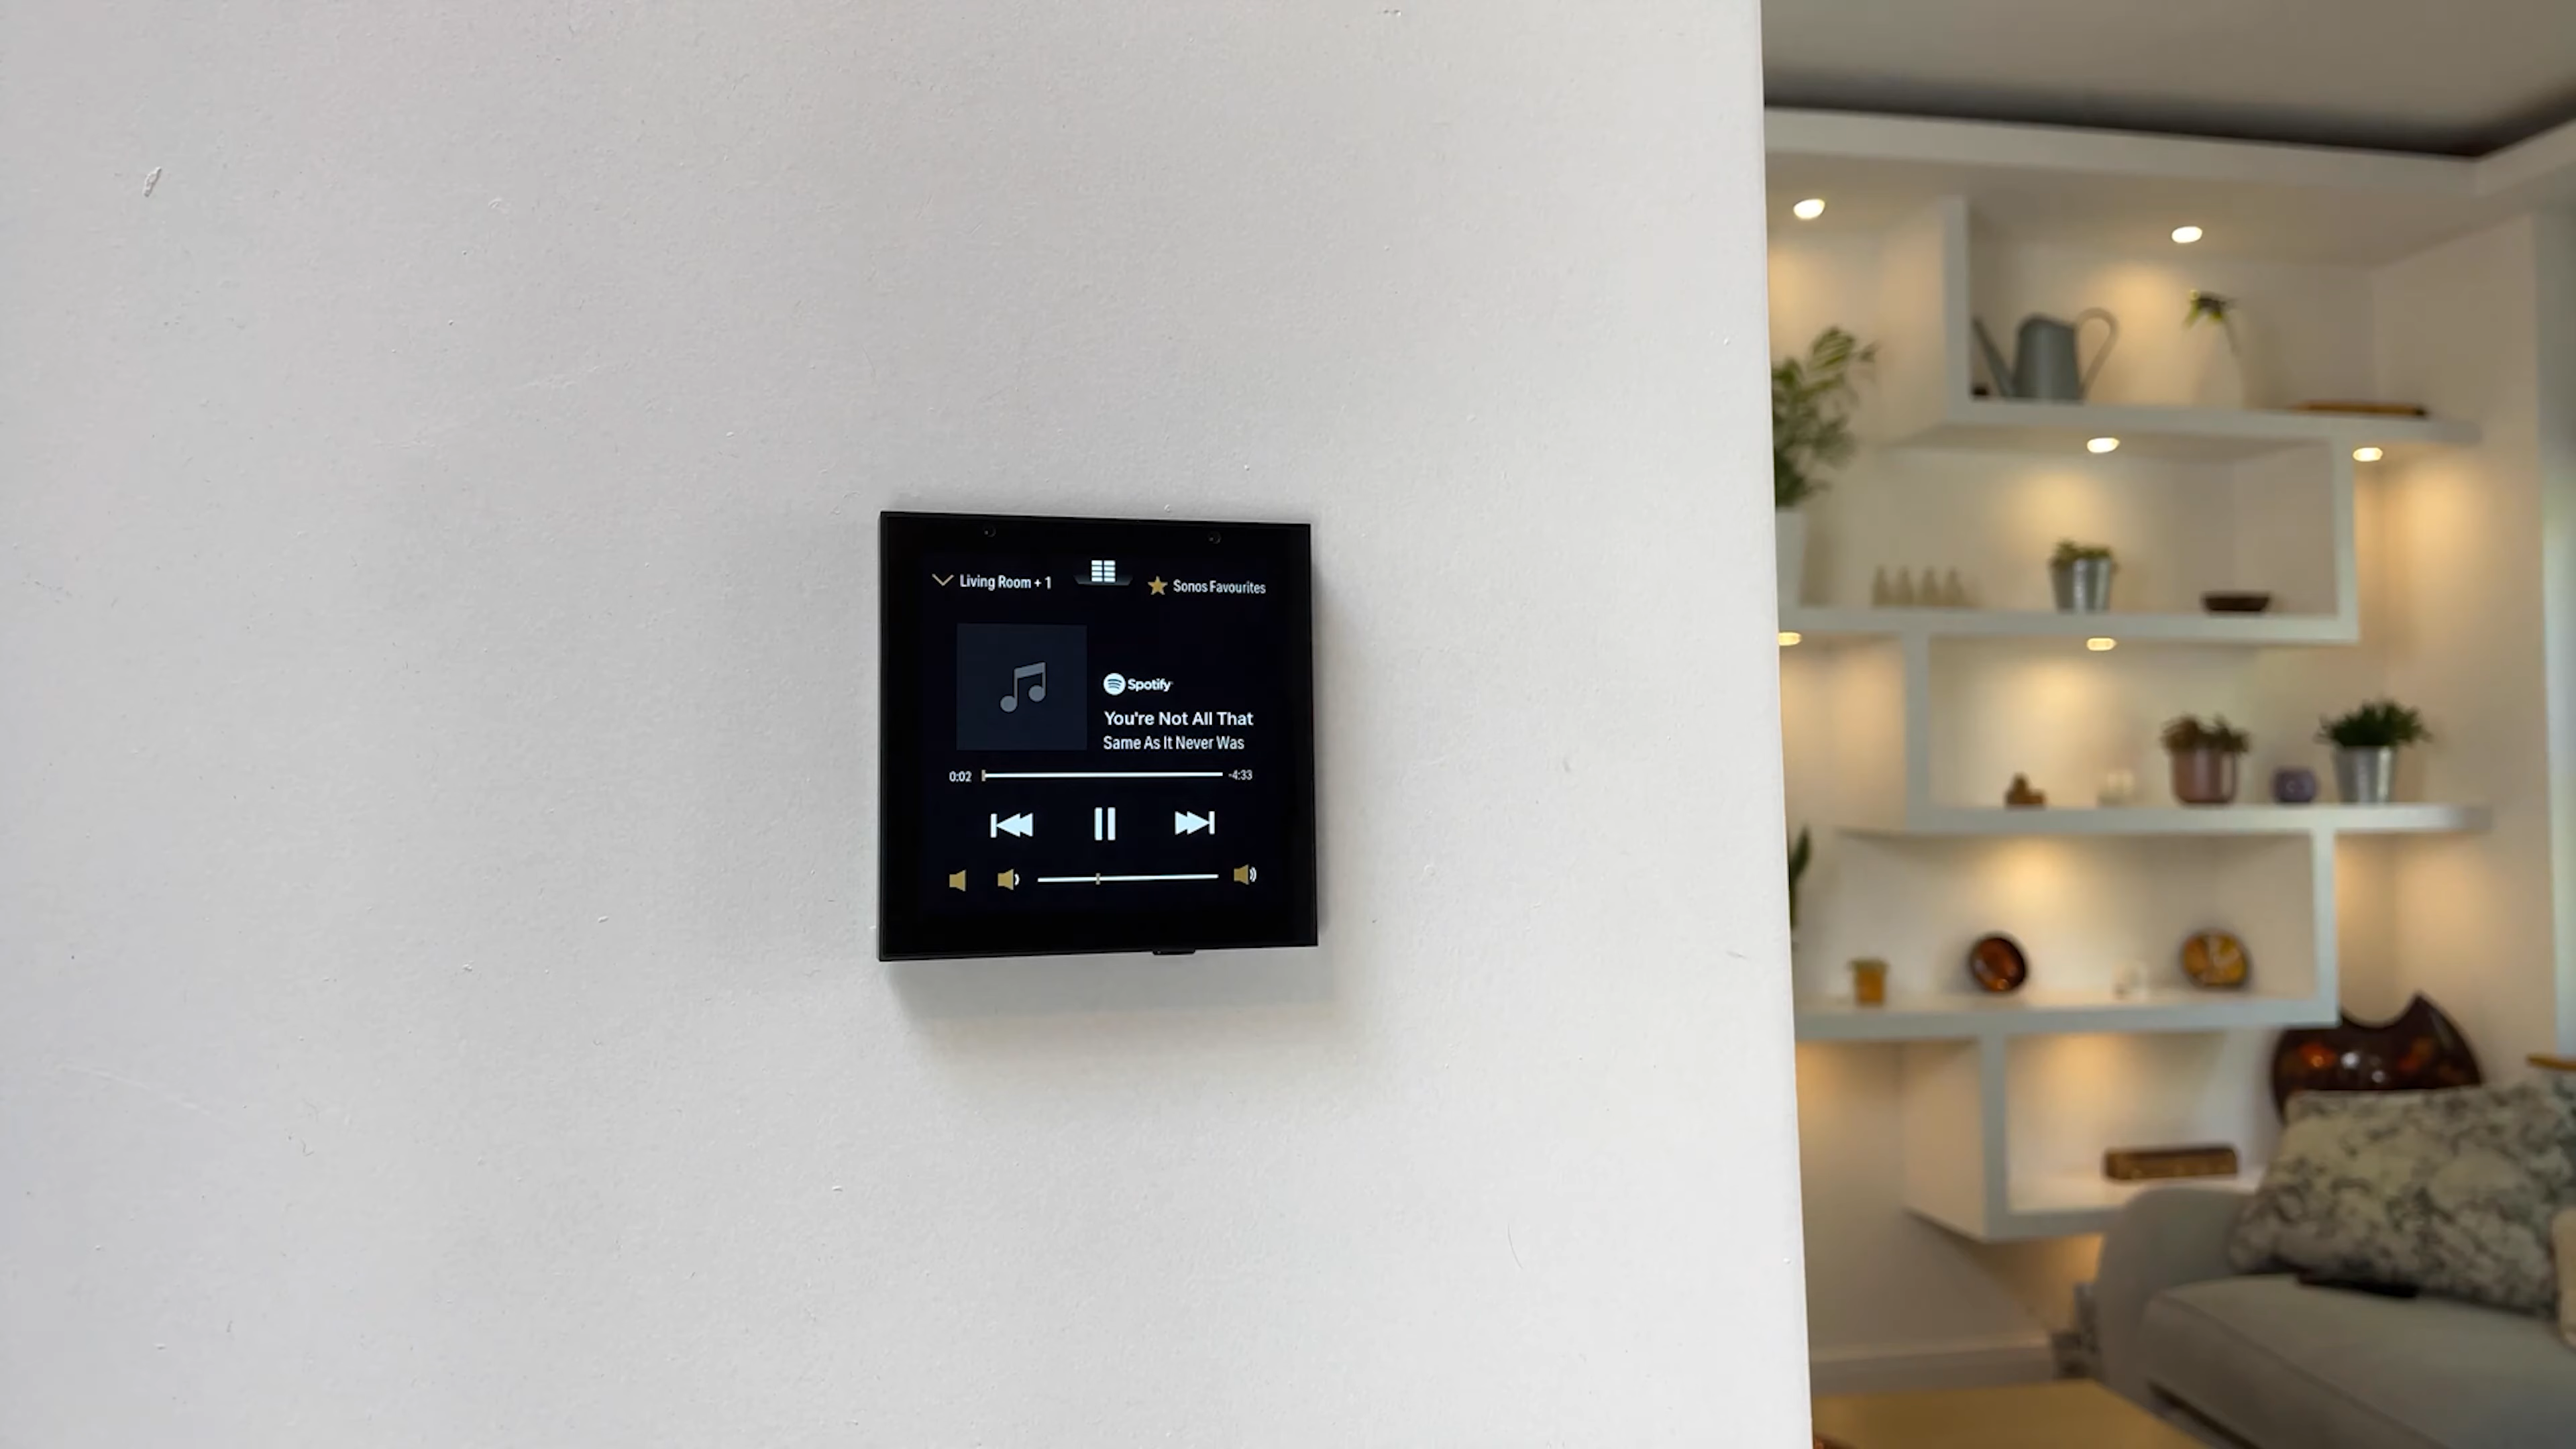 Living Room + 1
Sonos Favourites
Spotify
You're Not All That
Same As It Never Was
0:02
-4:33